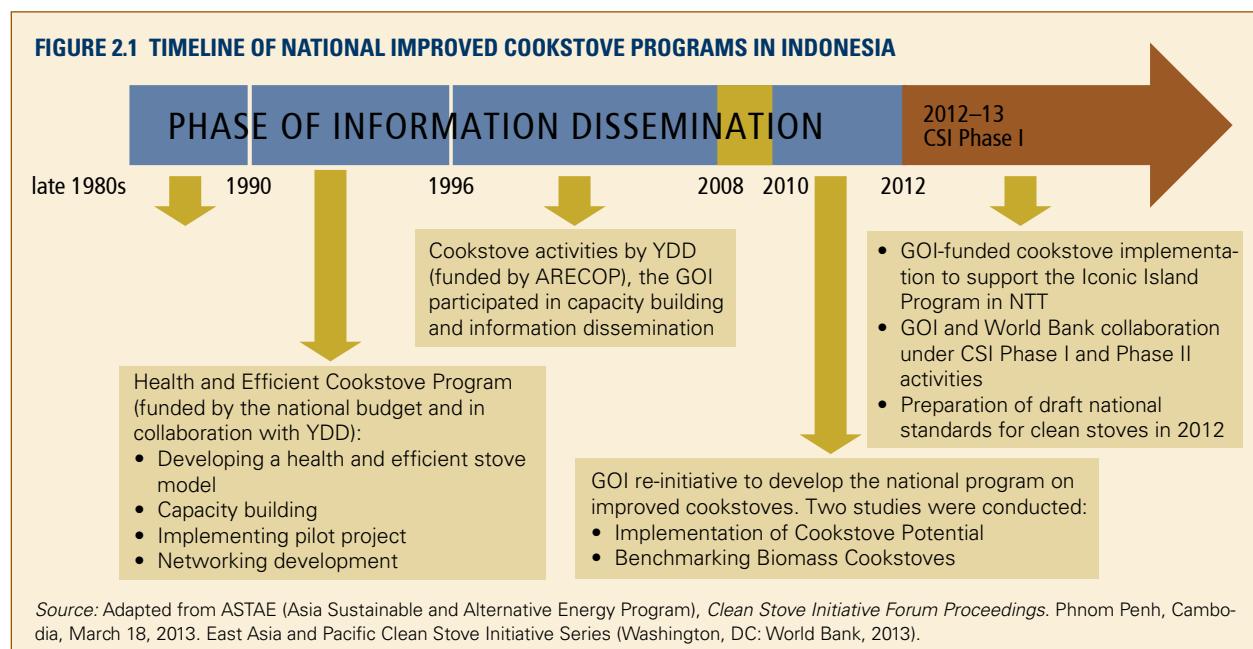 FIGURE 2.1 TIMELINE OF NATIONAL IMPROVED COOKSTOVE PROGRAMS IN INDONESIA
PHASE OF INFORMATION DISSEMINATION
2012–13
CSI Phase I
late 1980s
1990
1996
2008
2010
2012
Health and Efficient Cookstove Program
(funded by the national budget and in
collaboration with YDD):
• Developing a health and efficient stove
model
• Capacity building
• Implementing pilot project
• Networking development
Cookstove activities by YDD
(funded by ARECOP), the GOI
participated in capacity building
and information dissemination
GOI re-initiative to develop the national program on
improved cookstoves. Two studies were conducted:
• Implementation of Cookstove Potential
• Benchmarking Biomass Cookstoves
• GOI-funded cookstove implementa-
tion to support the Iconic Island
Program in NTT
• GOI and World Bank collaboration
under CSI Phase I and Phase II
activities
• Preparation of draft national
standards for clean stoves in 2012
Source: Adapted from ASTAE (Asia Sustainable and Alternative Energy Program), Clean Stove Initiative Forum Proceedings. Phnom Penh, Cambo-
dia, March 18, 2013. East Asia and Pacific Clean Stove Initiative Series (Washington, DC: World Bank, 2013).